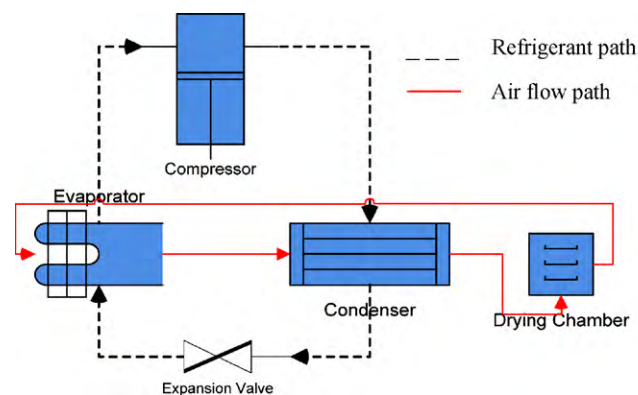 Refrigerant path
Air flow path
Compressor
Evaporator
Condenser
Drying Chamber
Expansion Valve